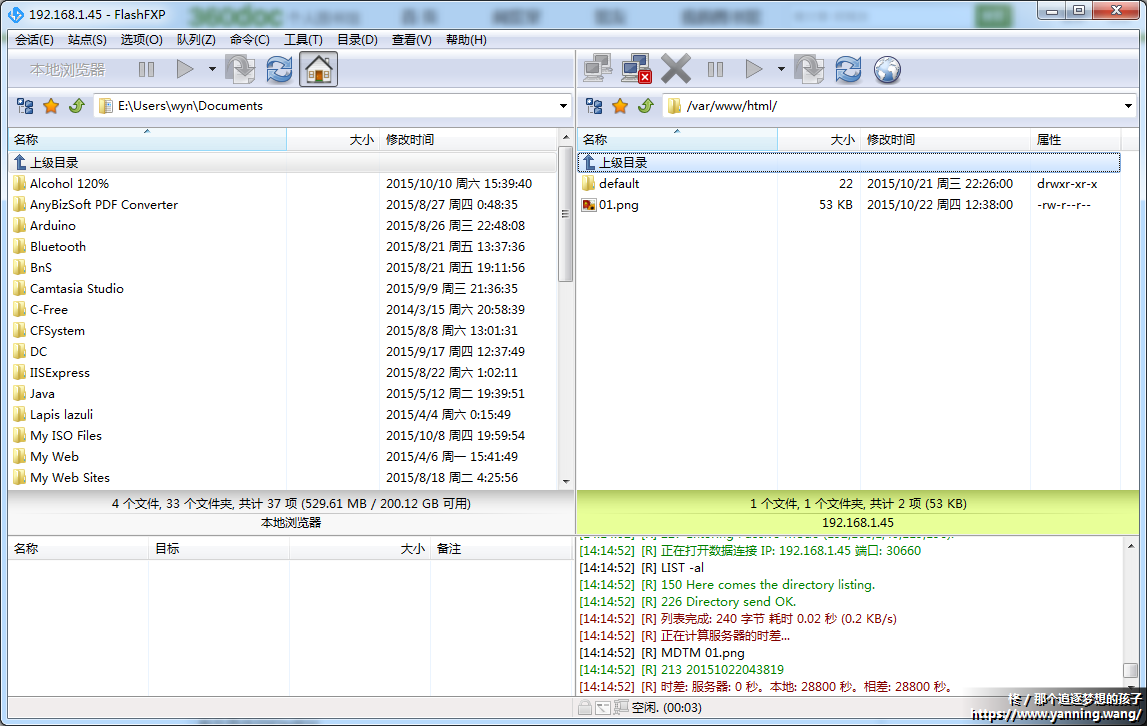 192.168.1.45 - FlashFXP
会话(E) 站点(S) 选项(O) 队列(Z) 命令(C) 工具(T) 目录(D) 查看(V) 帮助(H)
本地浏览器
E:\Users\wyn\Documents
名称 大小 修改时间
上级目录
Alcohol 120% 2015/10/10 周六 15:39:40
AnyBizSoft PDF Converter 2015/8/27 周四 0:48:35
Arduino 2015/8/26 周三 22:48:08
Bluetooth 2015/8/21 周五 13:37:36
BnS 2015/8/21 周五 19:11:56
Camtasia Studio 2015/9/9 周三 21:36:35
C-Free 2014/3/15 周六 20:58:39
CFSystem 2015/8/8 周六 13:01:31
DC 2015/9/17 周四 12:37:49
IISExpress 2015/8/22 周六 1:02:11
Java 2015/5/12 周二 19:39:51
Lapis lazuli 2015/4/4 周六 0:15:49
My ISO Files 2015/10/8 周四 19:59:54
My Web 2015/4/6 周一 15:41:49
My Web Sites 2015/8/18 周二 4:25:56
4 个文件, 33 个文件夹, 共计 37 项 (529.61 MB / 200.12 GB 可用)
本地浏览器
名称 目标 大小 备注
/var/www/html/
名称 大小 修改时间 属性
上级目录
default 22 2015/10/21 周三 22:26:00 drwxr-xr-x
01.png 53 KB 2015/10/22 周四 12:38:00 -rw-r--r--
1 个文件, 1 个文件夹, 共计 2 项 (53 KB)
192.168.1.45
[14:14:52] [R] 正在打开数据连接 IP: 192.168.1.45 端口: 30660
[14:14:52] [R] LIST -al
[14:14:52] [R] 150 Here comes the directory listing.
[14:14:52] [R] 226 Directory send OK.
[14:14:52] [R] 列表完成: 240 字节 耗时 0.02 秒 (0.2 KB/s)
[14:14:52] [R] 正在计算服务器的时差...
[14:14:52] [R] MDTM 01.png
[14:14:52] [R] 213 20151022043819
[14:14:52] [R] 时差: 服务器: 0 秒。本地: 28800 秒。相差: 28800 秒。
空闲. (00:03)
柊 / 那个追逐梦想的孩子
https://www.yanning.wang/